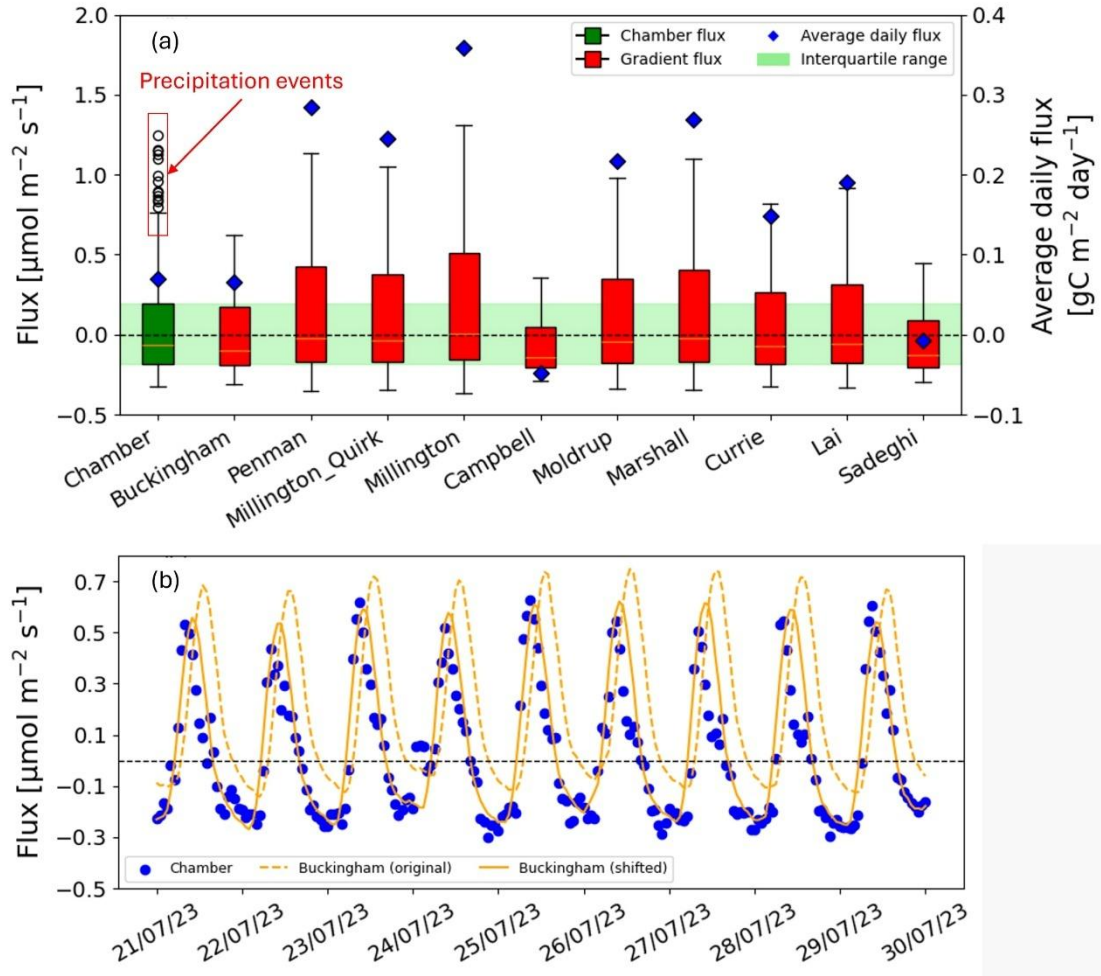 (a)
Chamber flux
Gradient flux
Average daily flux
Interquartile range
Precipitation events
Flux [μmol m⁻² s⁻¹]
2.0
1.5
1.0
0.5
0.0
−0.5
0.4
0.3
0.2
0.1
0.0
−0.1
Average daily flux
[gC m⁻² day⁻¹]
Chamber
Buckingham
Penman
Millington_Quirk
Millington
Campbell
Moldrup
Marshall
Currie
Lai
Sadeghi
(b)
Flux [μmol m⁻² s⁻¹]
0.7
0.5
0.3
0.1
−0.1
−0.3
−0.5
Chamber
Buckingham (original)
Buckingham (shifted)
21/07/23
22/07/23
23/07/23
24/07/23
25/07/23
26/07/23
27/07/23
28/07/23
29/07/23
30/07/23